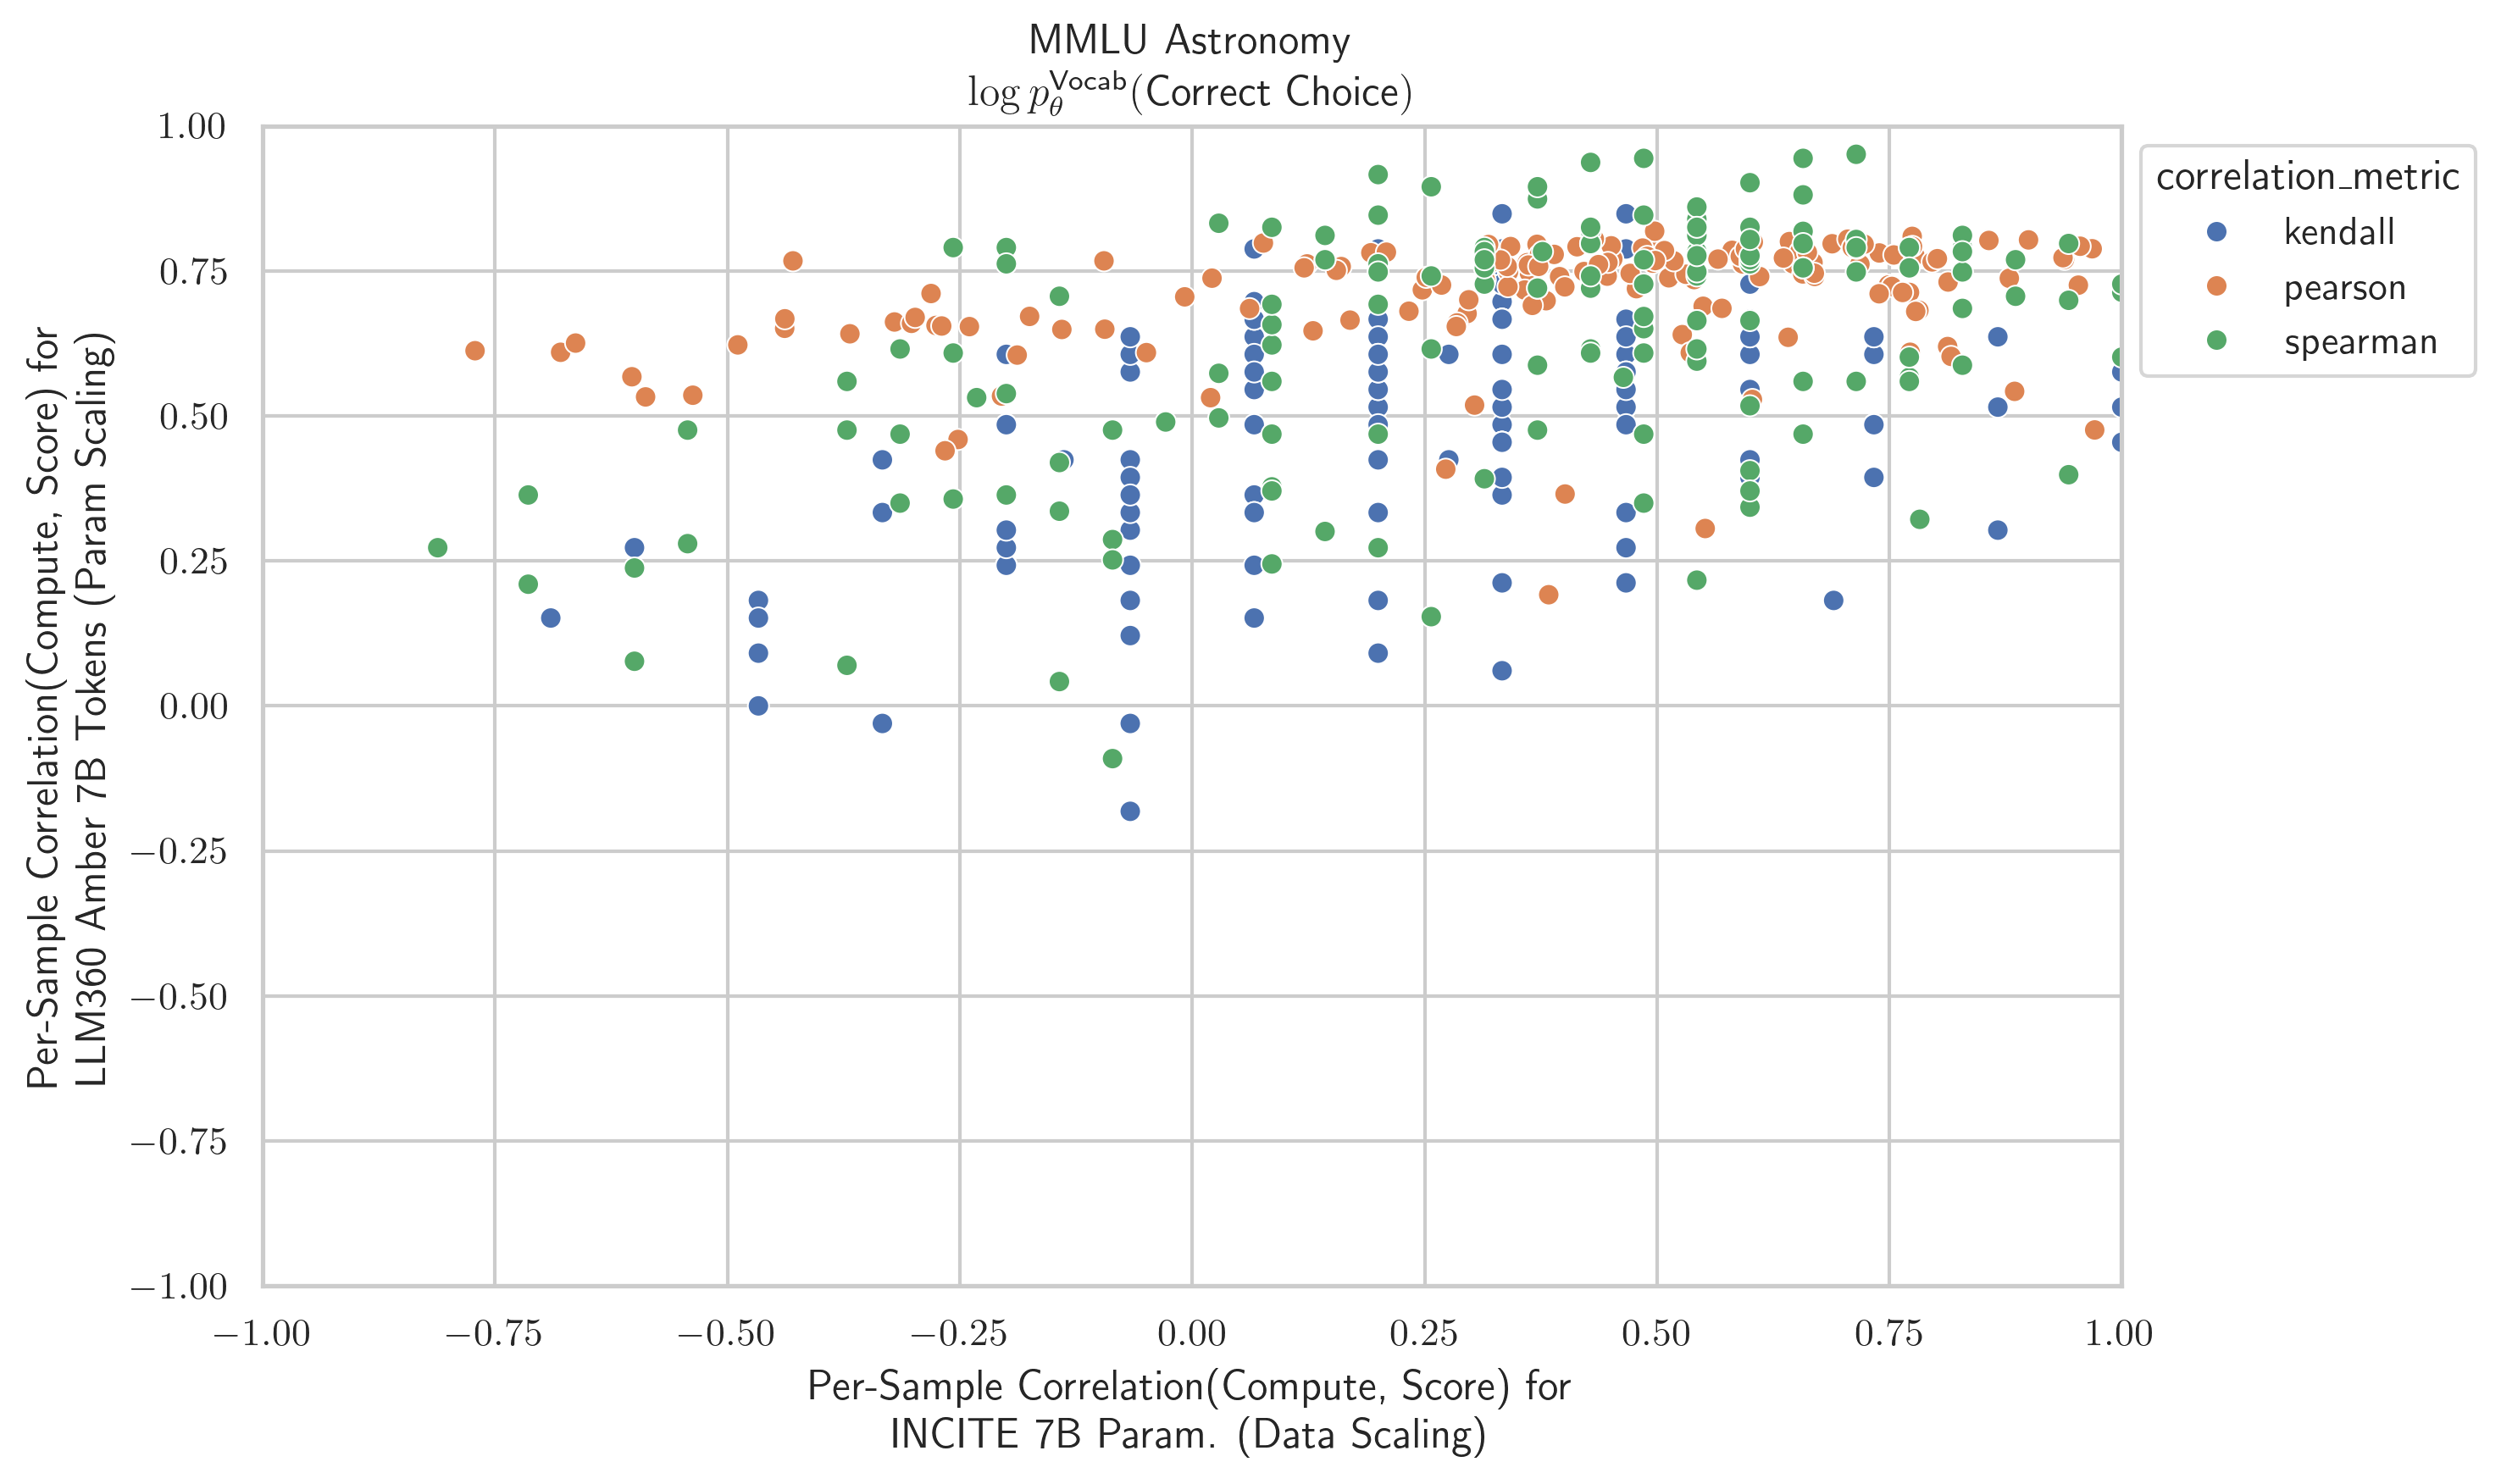 MMLU Astronomy
log p_θ^Vocab(Correct Choice)
Per-Sample Correlation(Compute, Score) for
LLM360 Amber 7B Tokens (Param Scaling)
1.00
0.75
0.50
0.25
0.00
−0.25
−0.50
−0.75
−1.00
correlation_metric
kendall
pearson
spearman
−1.00 −0.75 −0.50 −0.25 0.00 0.25 0.50 0.75 1.00
Per-Sample Correlation(Compute, Score) for
INCITE 7B Param. (Data Scaling)